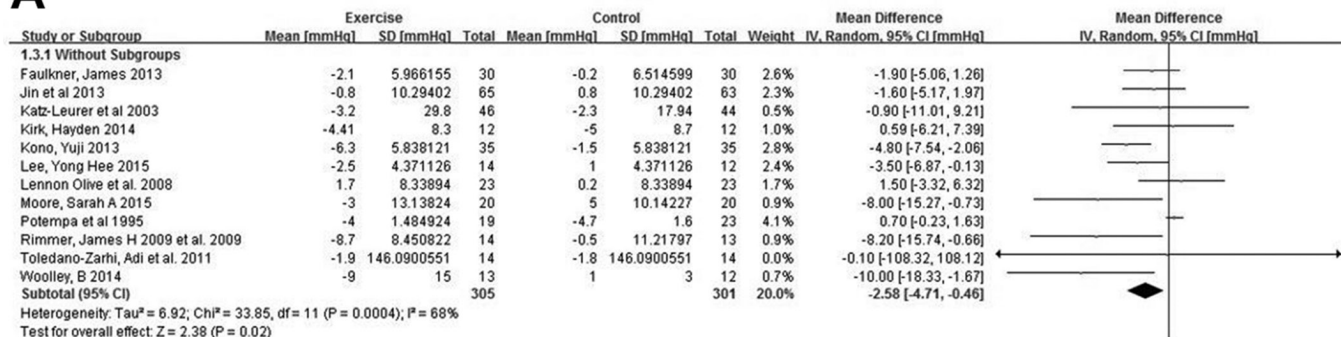 A
Exercise Control Mean Difference Mean Difference
Study or Subgroup Mean [mmHg] SD [mmHg] Total Mean [mmHg] SD [mmHg] Total Weight IV, Random, 95% CI [mmHg] IV, Random, 95% CI [mmHg]
1.3.1 Without Subgroups
Faulkner, James 2013 -2.1 5.966155 30 -0.2 6.514599 30 2.6% -1.90 [-5.06, 1.26]
Jin et al 2013 -0.8 10.29402 65 0.8 10.29402 63 2.3% -1.60 [-5.17, 1.97]
Katz-Leurer et al 2003 -3.2 29.8 46 -2.3 17.94 44 0.5% -0.90 [-11.01, 9.21]
Kirk, Hayden 2014 -4.41 8.3 12 -5 8.7 12 1.0% 0.59 [-6.21, 7.39]
Kono, Yuji 2013 -6.3 5.838121 35 -1.5 5.838121 35 2.8% -4.80 [-7.54, -2.06]
Lee, Yong Hee 2015 -2.5 4.371126 14 1 4.371126 12 2.4% -3.50 [-6.87, -0.13]
Lennon Olive et al. 2008 1.7 8.33894 23 0.2 8.33894 23 1.7% 1.50 [-3.32, 6.32]
Moore, Sarah A 2015 -3 13.13824 20 5 10.14227 20 0.9% -8.00 [-15.27, -0.73]
Potempa et al 1995 -4 1.484924 19 -4.7 1.6 23 4.1% 0.70 [-0.23, 1.63]
Rimmer, James H 2009 et al. 2009 -8.7 8.450822 14 -0.5 11.21797 13 0.9% -8.20 [-15.74, -0.66]
Toledano-Zarhi, Adi et al. 2011 -1.9 146.0900551 14 -1.8 146.0900551 14 0.0% -0.10 [-108.32, 108.12]
Woolley, B 2014 -9 15 13 1 3 12 0.7% -10.00 [-18.33, -1.67]
Subtotal (95% CI) 305 301 20.0% -2.58 [-4.71, -0.46]
Heterogeneity: Tau² = 6.92; Chi² = 33.85, df = 11 (P = 0.0004); I² = 68%
Test for overall effect: Z = 2.38 (P = 0.02)